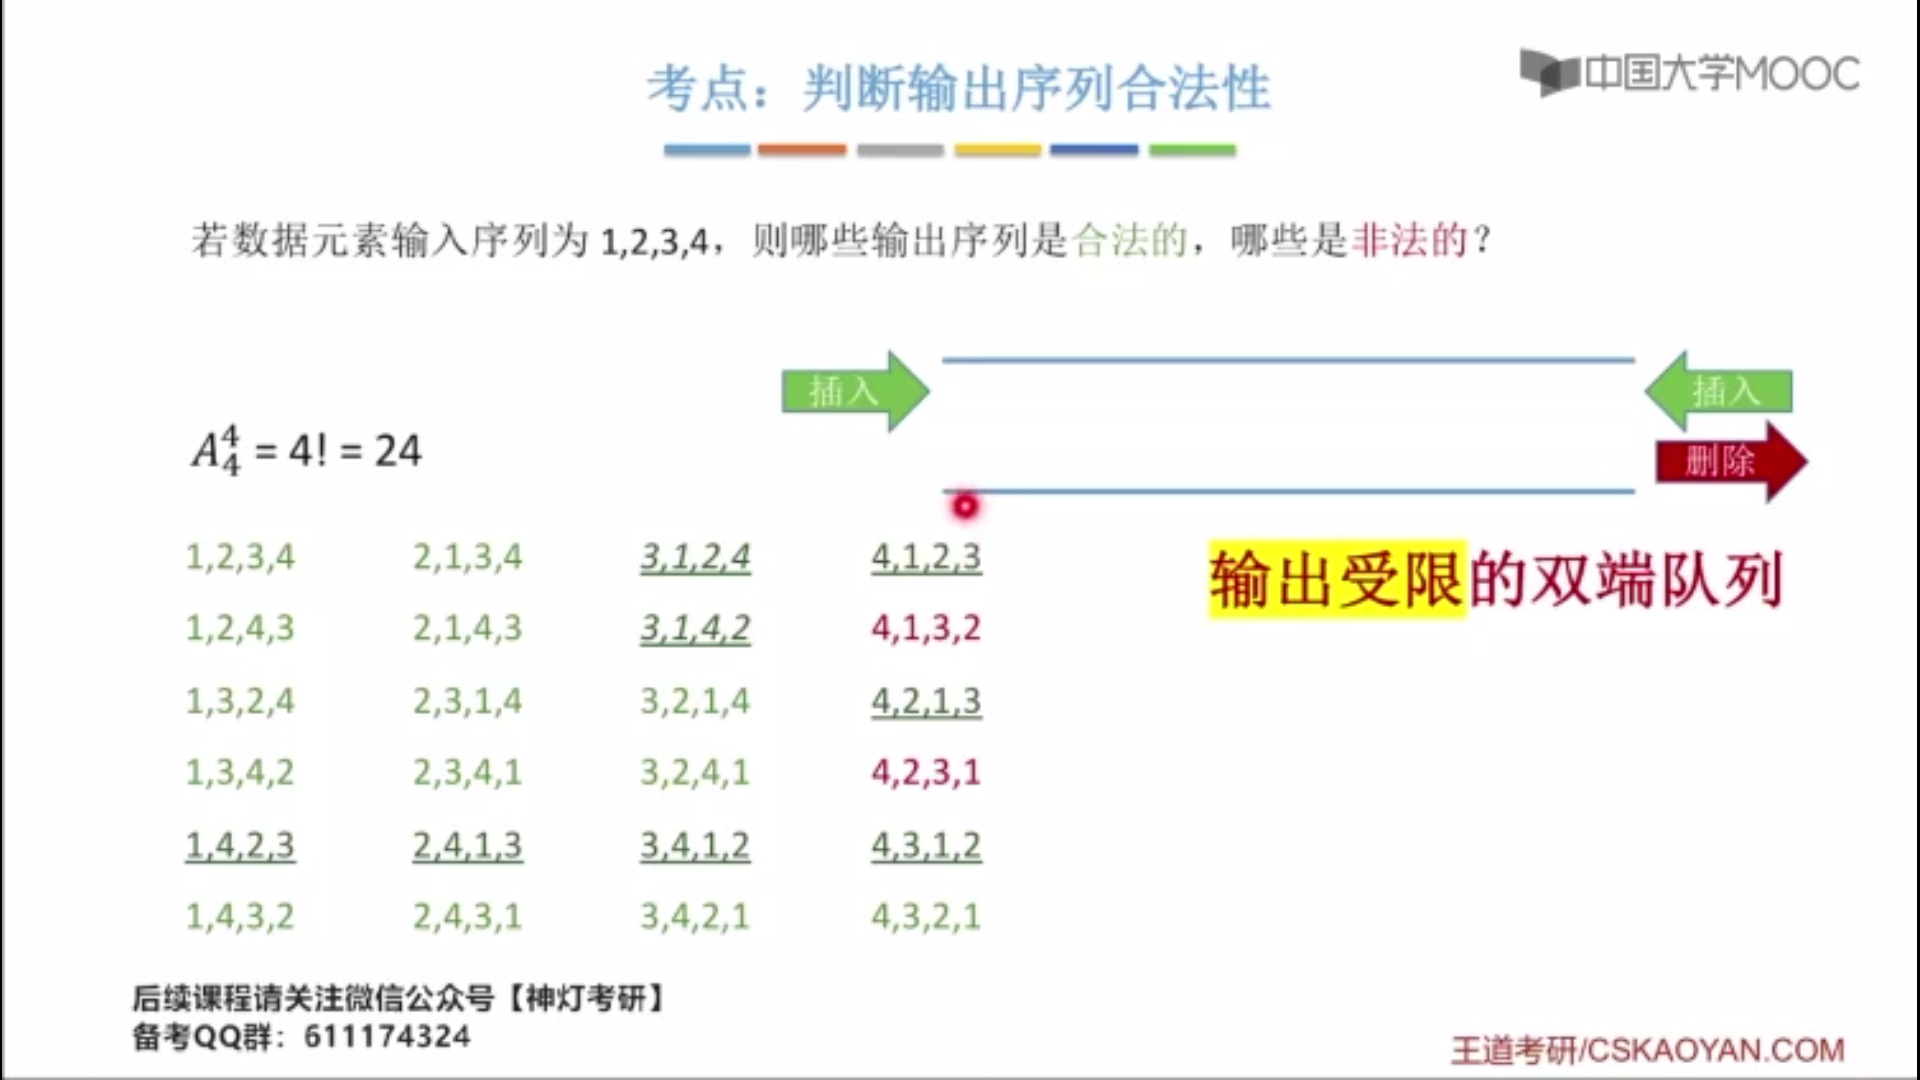 考点：判断输出序列合法性
中国大学MOOC
若数据元素输入序列为 1,2,3,4，则哪些输出序列是合法的，哪些是非法的？
插入
插入
删除
A₄⁴ = 4! = 24
输出受限的双端队列
1,2,3,4 2,1,3,4 3,1,2,4 4,1,2,3
1,2,4,3 2,1,4,3 3,1,4,2 4,1,3,2
1,3,2,4 2,3,1,4 3,2,1,4 4,2,1,3
1,3,4,2 2,3,4,1 3,2,4,1 4,2,3,1
1,4,2,3 2,4,1,3 3,4,1,2 4,3,1,2
1,4,3,2 2,4,3,1 3,4,2,1 4,3,2,1
后续课程请关注微信公众号【神灯考研】
备考QQ群：611174324
王道考研/CSKAOYAN.COM